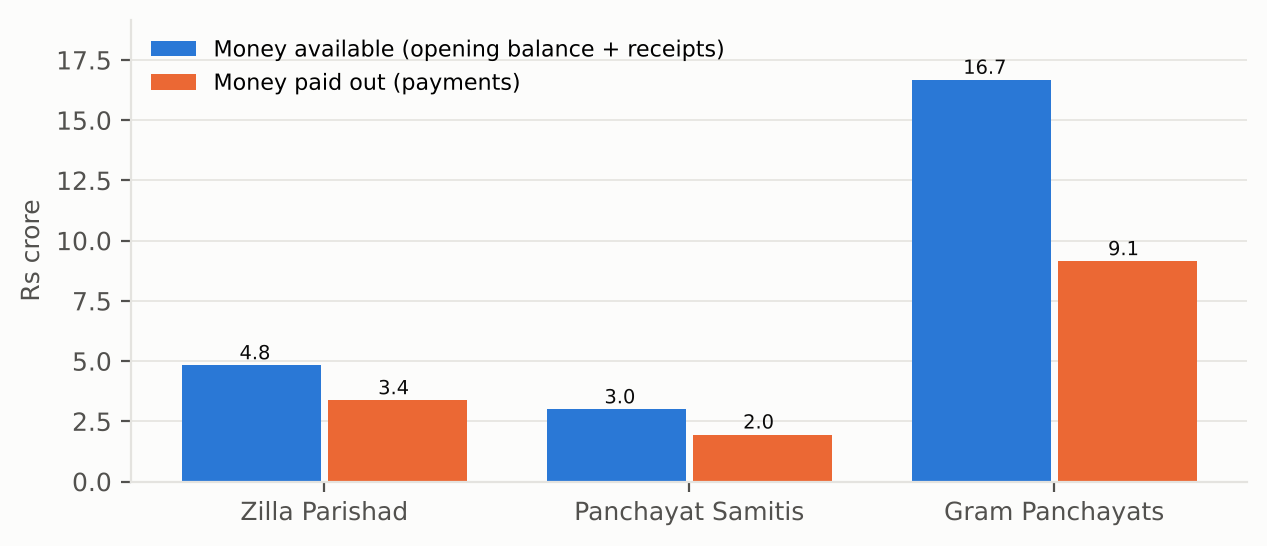 Money available (opening balance + receipts)
Money paid out (payments)
Rs crore
17.5
15.0
12.5
10.0
7.5
5.0
2.5
0.0
4.8
3.4
3.0
2.0
16.7
9.1
Zilla Parishad
Panchayat Samitis
Gram Panchayats